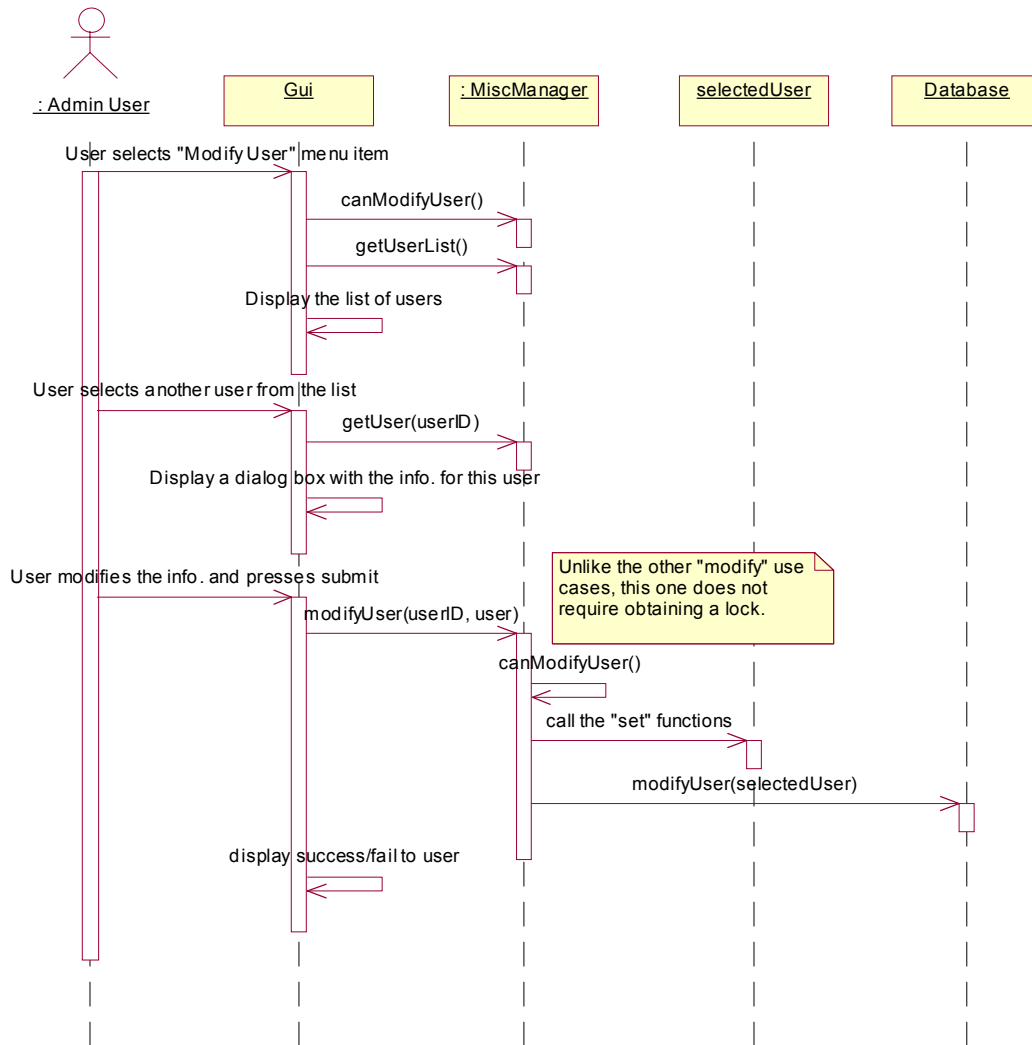 : Admin User
Gui
: MiscManager
selectedUser
Database
User selects "Modify User" menu item
canModifyUser()
getUserList()
Display the list of users
User selects another user from the list
getUser(userID)
Display a dialog box with the info. for this user
Unlike the other "modify" use
cases, this one does not
require obtaining a lock.
User modifies the info. and presses submit
modifyUser(userID, user)
canModifyUser()
call the "set" functions
modifyUser(selectedUser)
display success/fail to user